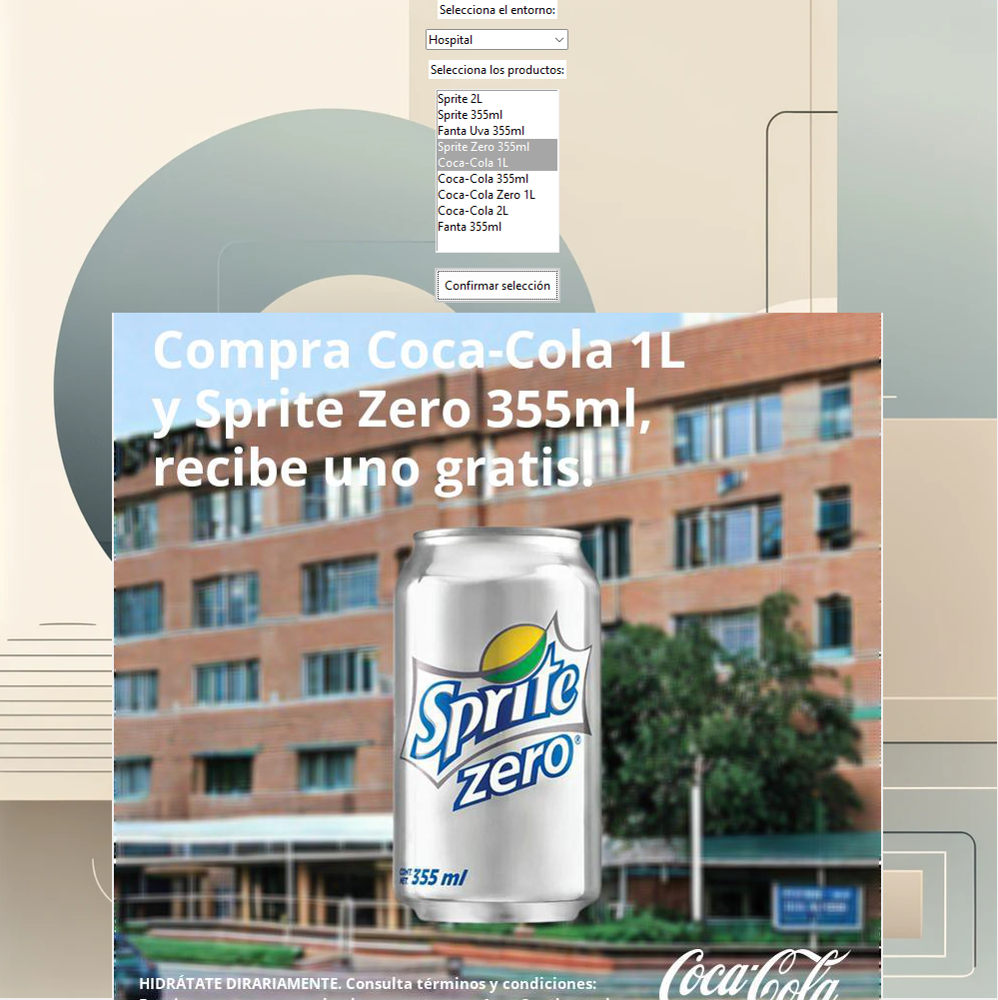 Selecciona el entorno:
Hospital
Selecciona los productos:
Sprite 2L
Sprite 355ml
Fanta Uva 355ml
Sprite Zero 355ml
Coca-Cola 1L
Coca-Cola 355ml
Coca-Cola Zero 1L
Coca-Cola 2L
Fanta 355ml
Confirmar selección
Compra Coca-Cola 1L
y Sprite Zero 355ml,
recibe uno gratis!
Sprite
zero®
CONT. NET. 355 ml
Coca-Cola
HIDRÁTATE DIRARIAMENTE. Consulta términos y condiciones: